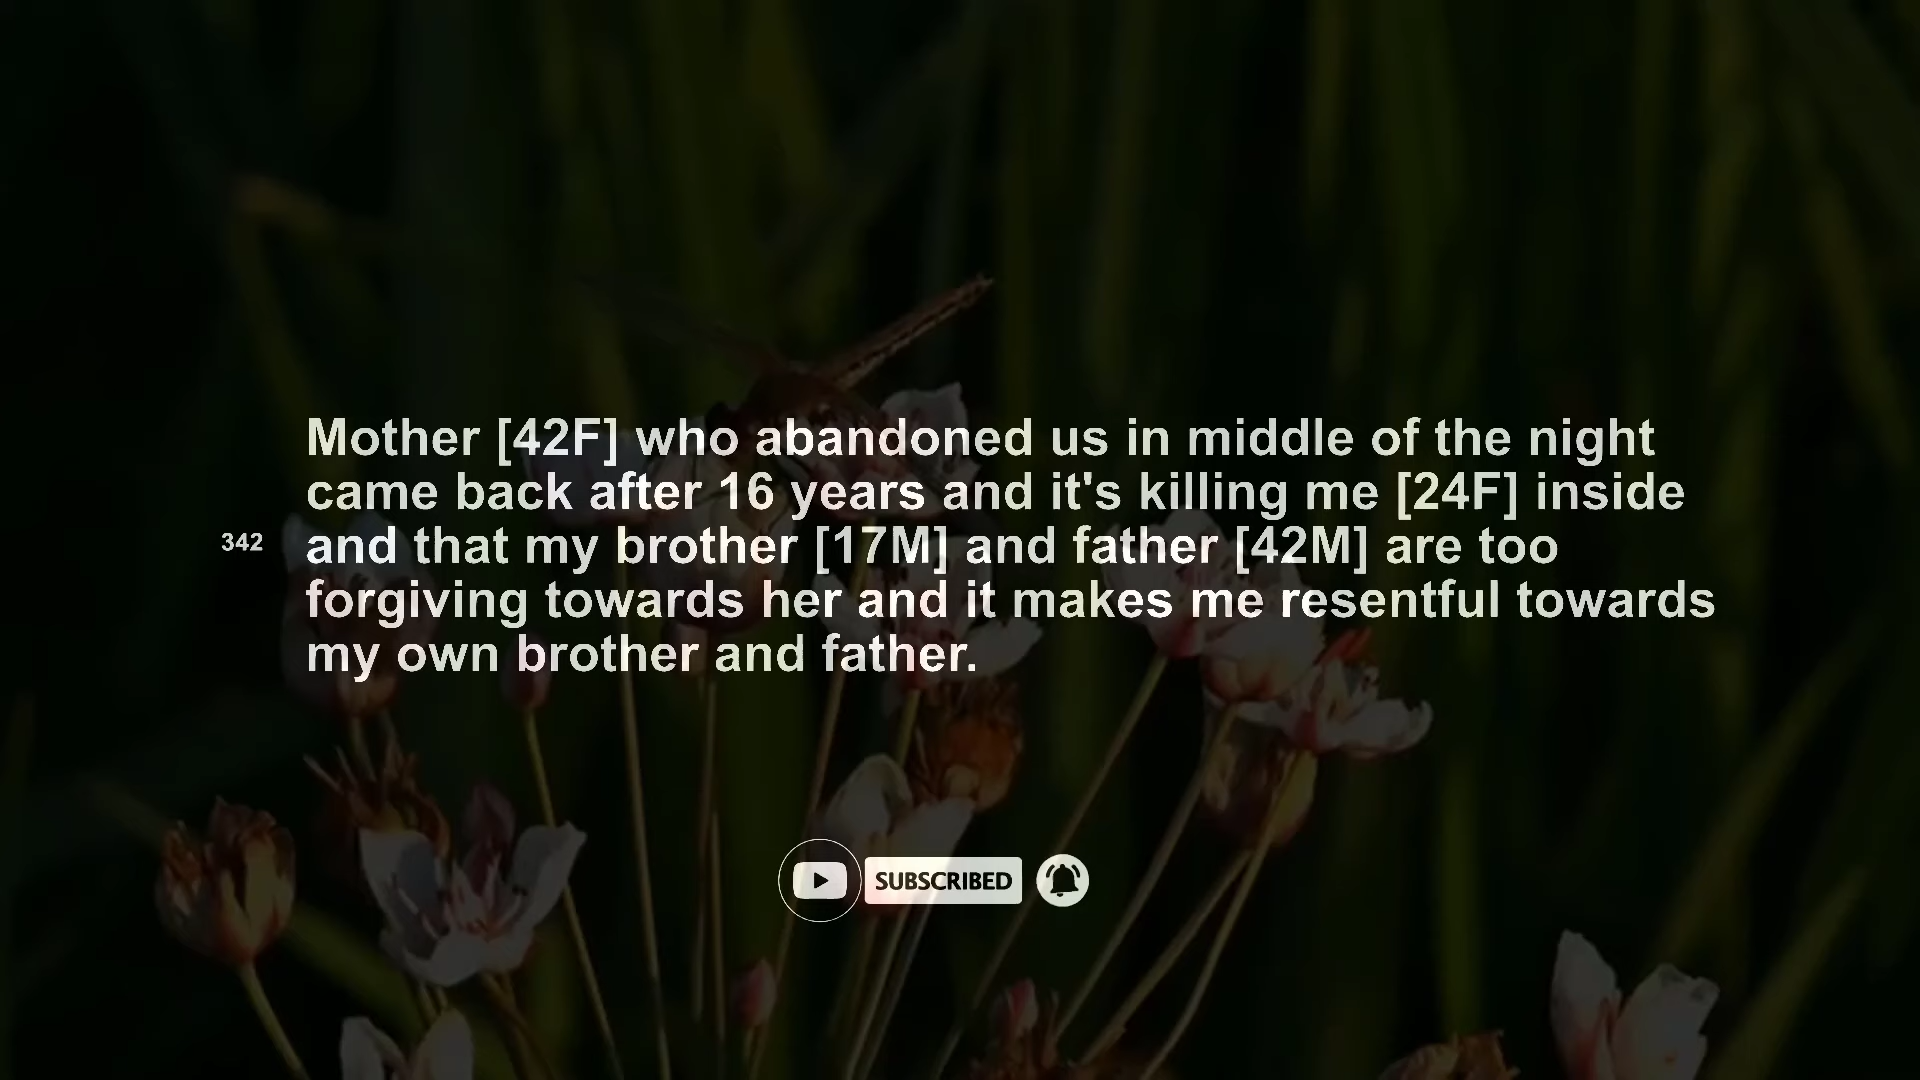 Mother [42F] who abandoned us in middle of the night
came back after 16 years and it's killing me [24F] inside
342
and that my brother [17M] and father [42M] are too
forgiving towards her and it makes me resentful towards
my own brother and father.
SUBSCRIBED